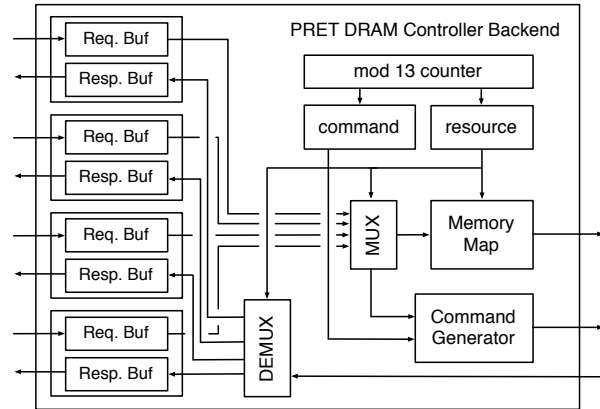 PRET DRAM Controller Backend
Req. Buf
Resp. Buf
mod 13 counter
command
resource
Req. Buf
Resp. Buf
Req. Buf
Resp. Buf
MUX
Memory
Map
Req. Buf
Resp. Buf
DEMUX
Command
Generator